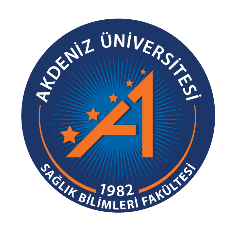 AKDENİZ ÜNİVERSİTESİ
1982
SAĞLIK BİLİMLERİ FAKÜLTESİ